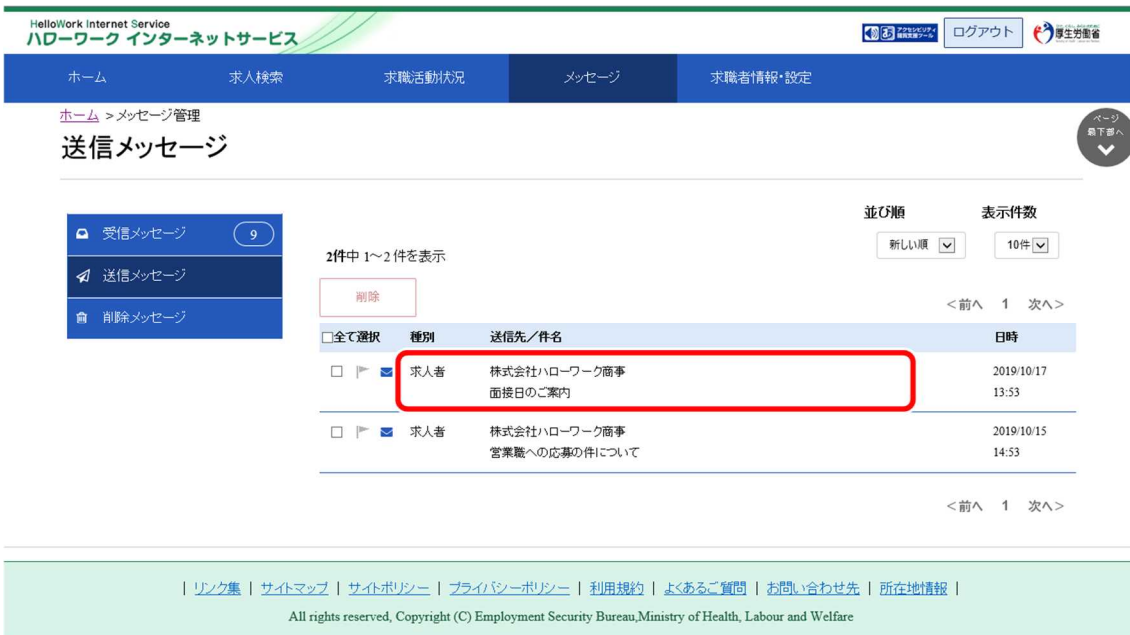 HelloWork Internet Service
ハローワーク インターネットサービス
ログアウト
厚生労働省
ホーム 求人検索 求職活動状況 メッセージ 求職者情報・設定
ホーム >メッセージ管理
ページ
最下部へ
送信メッセージ
並び順 表示件数
受信メッセージ 9
新しい順 10件
2件中 1～2 件を表示
送信メッセージ
削除
<前へ 1 次へ>
削除メッセージ
全て選択 種別 送信先／件名 日時
求人者 株式会社ハローワーク商事 2019/10/17
面接日のご案内 13:53
求人者 株式会社ハローワーク商事 2019/10/15
営業職への応募の件について 14:53
<前へ 1 次へ>
| リンク集 | サイトマップ | サイトポリシー | プライバシーポリシー | 利用規約 | よくあるご質問 | お問い合わせ先 | 所在地情報 |
All rights reserved, Copyright (C) Employment Security Bureau,Ministry of Health, Labour and Welfare